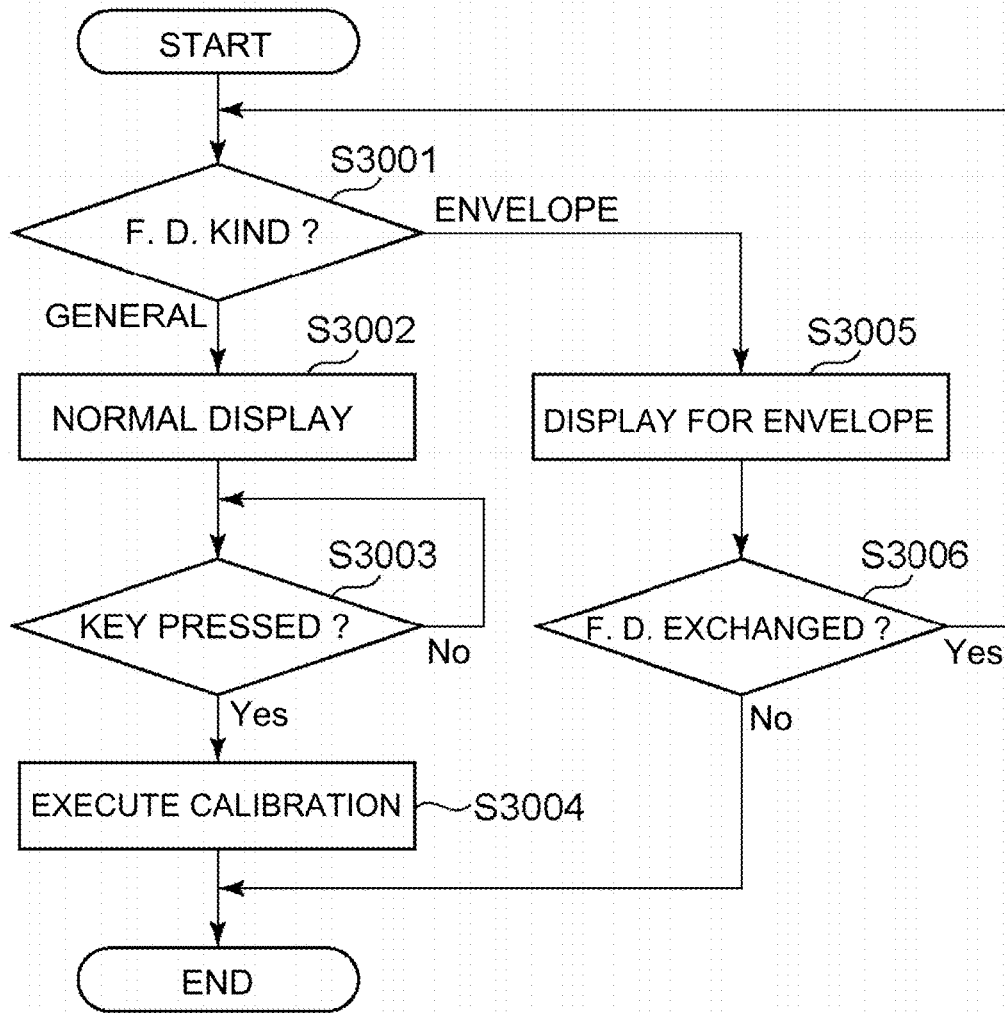 START
S3001
F. D. KIND ?
ENVELOPE
GENERAL
S3002
NORMAL DISPLAY
S3005
DISPLAY FOR ENVELOPE
S3003
KEY PRESSED ?
No
Yes
S3006
F. D. EXCHANGED ?
Yes
No
EXECUTE CALIBRATION
S3004
END